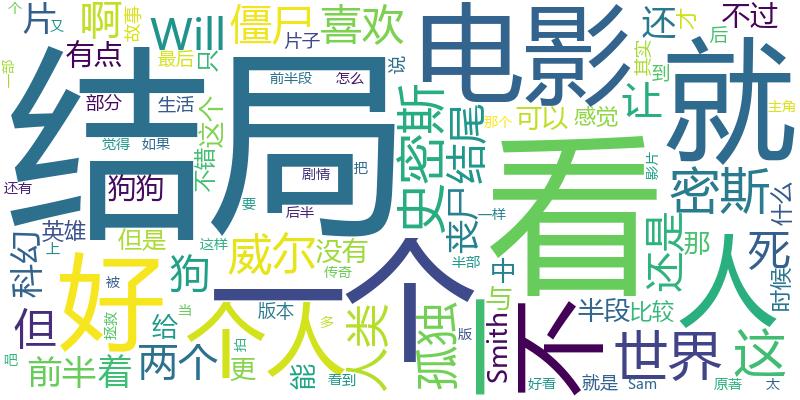 个
片
啊
故事
又
Will
僵尸
喜欢
片子
电影
还
才
不过
有点
最后
只
前半段
怎么
说
其实
到
后
一部
结局
部分
生活
不错
这个
史密斯
结尾
丧尸
可以
感觉
那个
让
就
主角
觉得
如果
狗狗
剧情
把
看
影片
密斯
什么
还有
要
后半
一样
科幻
英雄
上
但是
这样
威尔
没有
传奇
半部
中
还是
那
死
时候
好
狗
一个
人
但
被
拯救
给
当
个人
版本
多
人类
孤独
版
与
Smith
不
半段
比较
世界
这
吧
前半
着
两个
更
拍
能
看到
一
好看
就是
Sam
原著
太